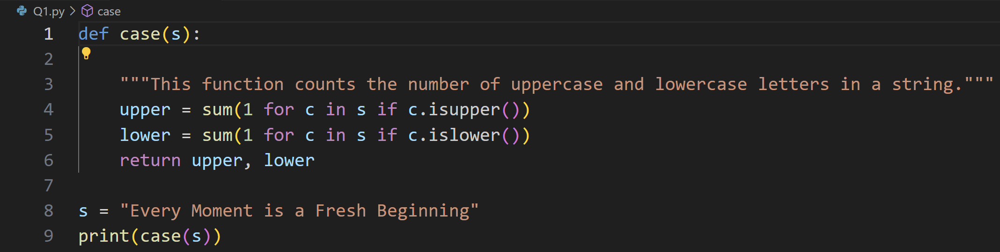 Q1.py > case
1 def case(s):
2
3     """This function counts the number of uppercase and lowercase letters in a string."""
4     upper = sum(1 for c in s if c.isupper())
5     lower = sum(1 for c in s if c.islower())
6     return upper, lower
7
8 s = "Every Moment is a Fresh Beginning"
9 print(case(s))